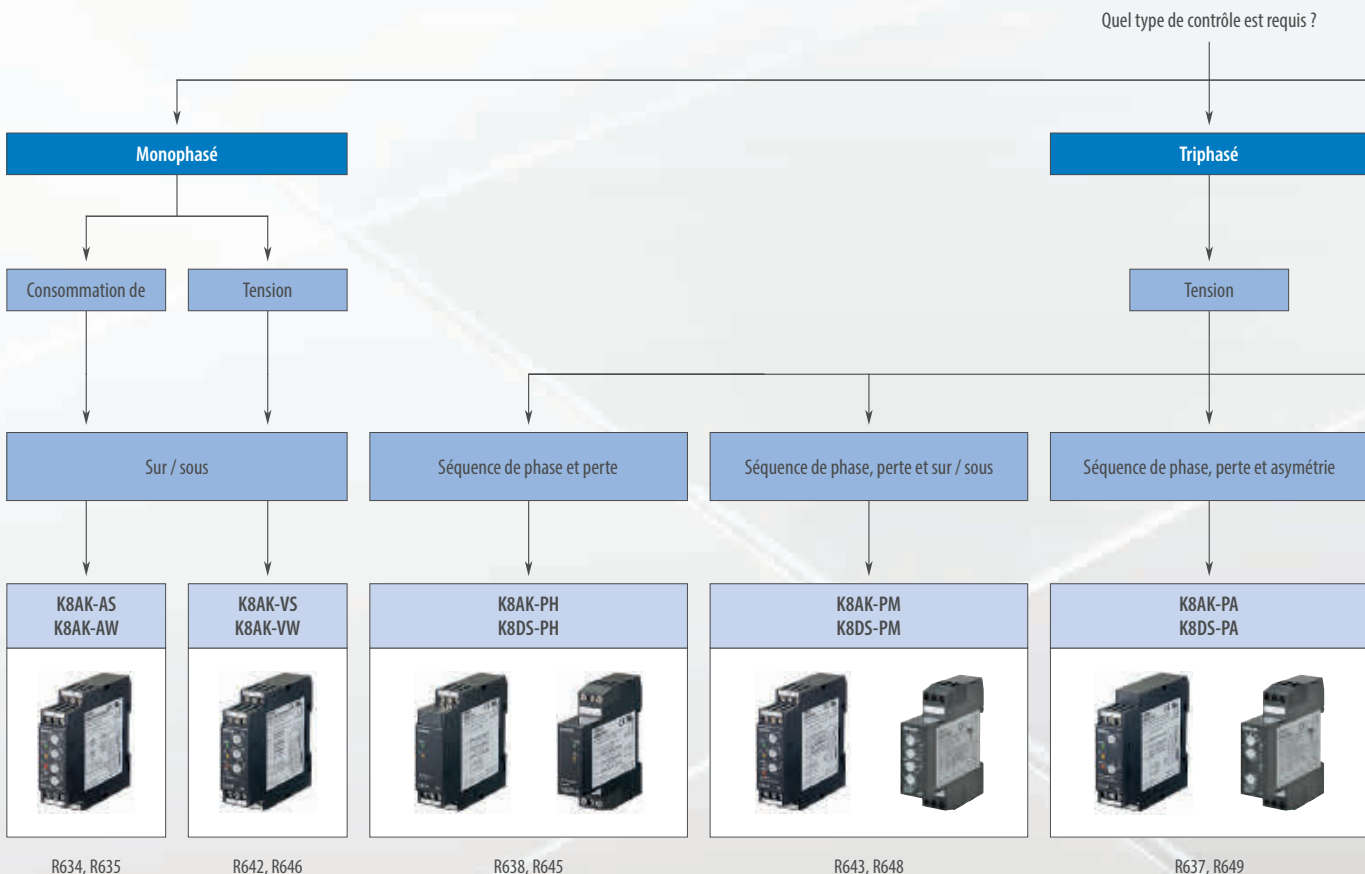 Quel type de contrôle est requis ?
Monophasé
Triphasé
Consommation de
Tension
Tension
Sur / sous
Séquence de phase et perte
Séquence de phase, perte et sur / sous
Séquence de phase, perte et asymétrie
K8AK-AS
K8AK-AW
K8AK-VS
K8AK-VW
K8AK-PH
K8DS-PH
K8AK-PM
K8DS-PM
K8AK-PA
K8DS-PA
R634, R635
R642, R646
R638, R645
R643, R648
R637, R649